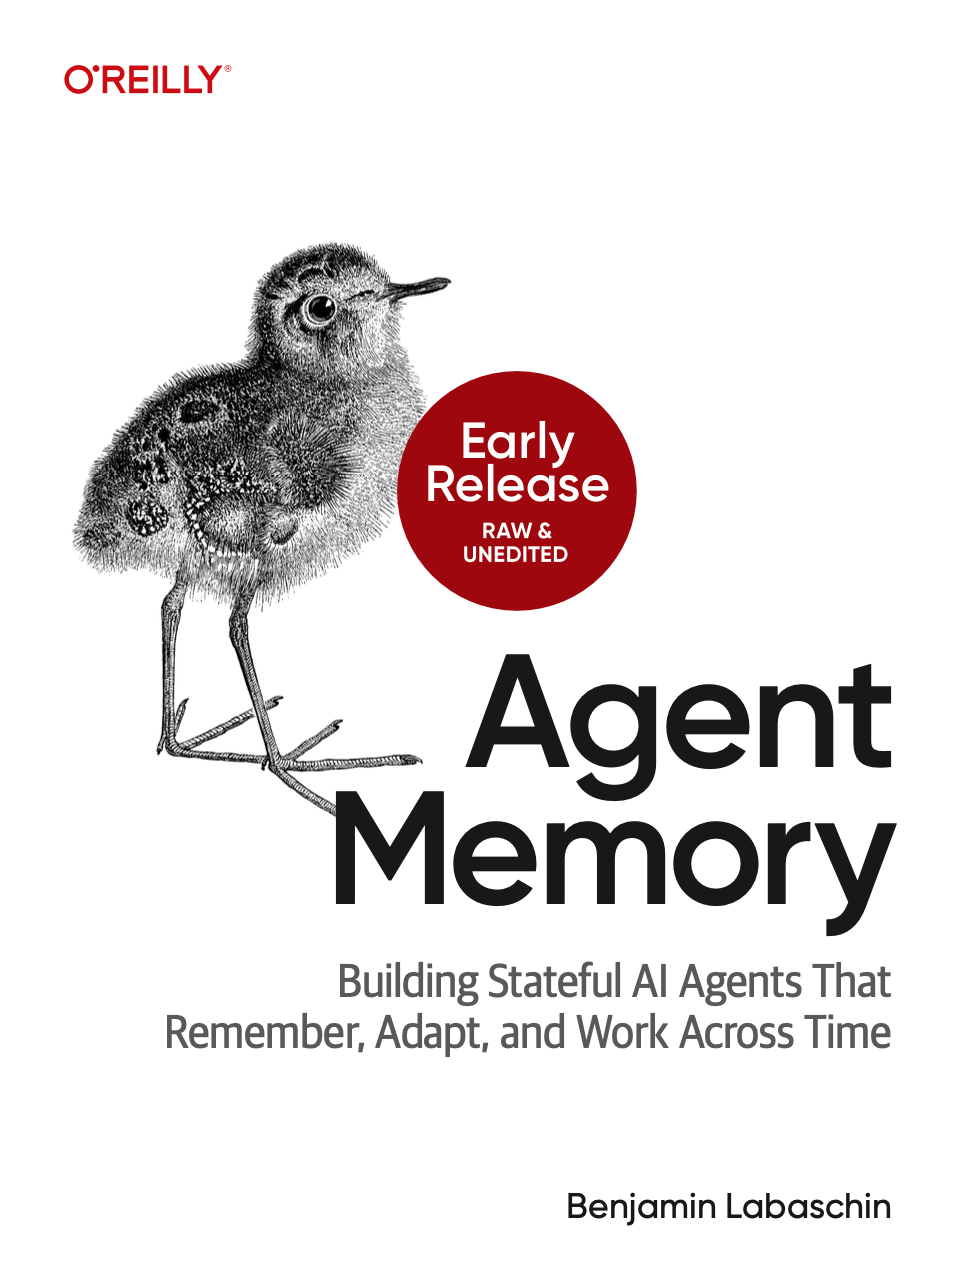 O'REILLY®
Early
Release
RAW &
UNEDITED
Agent
Memory
Building Stateful AI Agents That
Remember, Adapt, and Work Across Time
Benjamin Labaschin